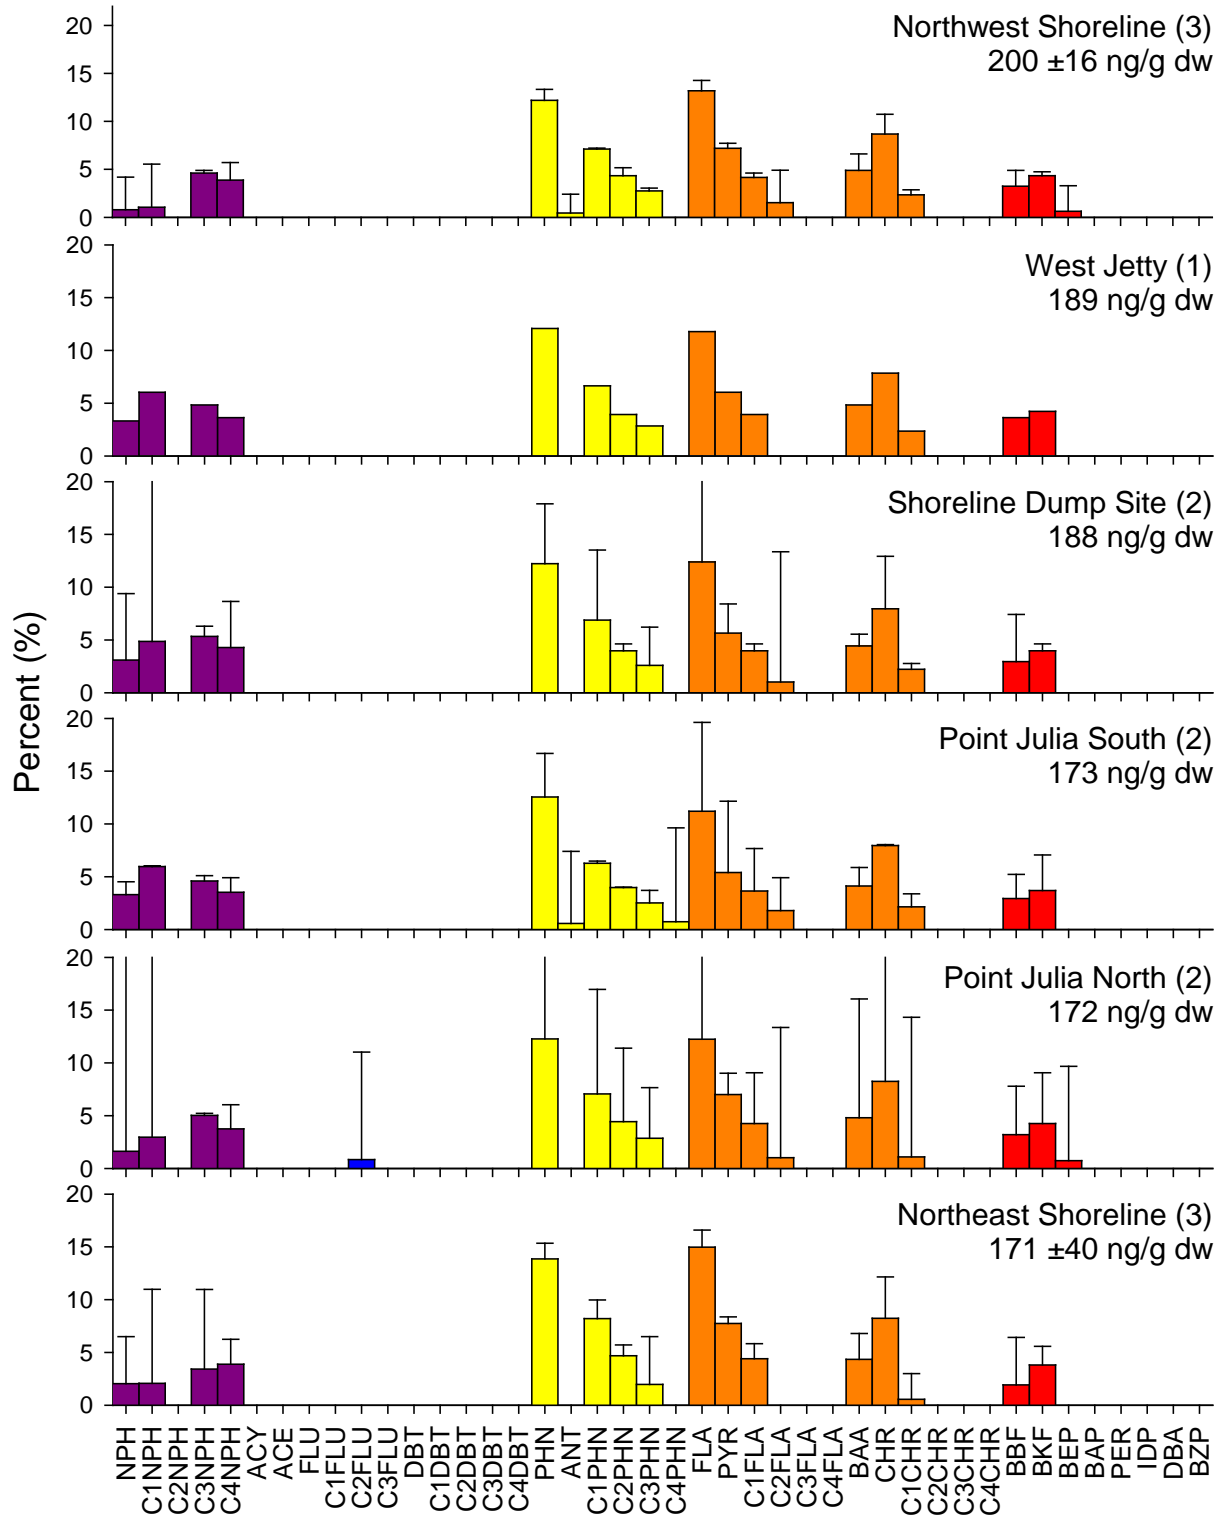 Percent (%)
20
15
10
5
0
Northwest Shoreline (3)
200 ±16 ng/g dw
20
15
10
5
0
West Jetty (1)
189 ng/g dw
20
15
10
5
0
Shoreline Dump Site (2)
188 ng/g dw
20
15
10
5
0
Point Julia South (2)
173 ng/g dw
20
15
10
5
0
Point Julia North (2)
172 ng/g dw
20
15
10
5
0
Northeast Shoreline (3)
171 ±40 ng/g dw
NPH
C1NPH
C2NPH
C3NPH
C4NPH
ACY
ACE
FLU
C1FLU
C2FLU
C3FLU
DBT
C1DBT
C2DBT
C3DBT
C4DBT
PHN
ANT
C1PHN
C2PHN
C3PHN
C4PHN
FLA
PYR
C1FLA
C2FLA
C3FLA
C4FLA
BAA
CHR
C1CHR
C2CHR
C3CHR
C4CHR
BBF
BKF
BEP
BAP
PER
IDP
DBA
BZP